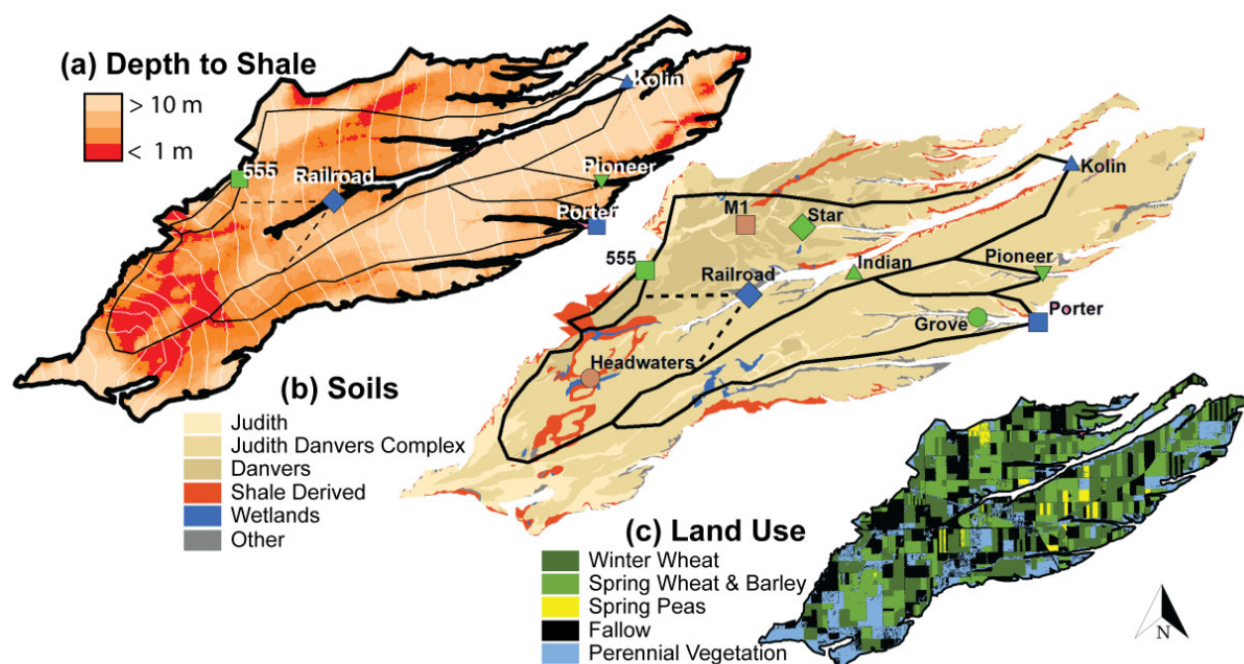 (a) Depth to Shale
> 10 m
< 1 m
Kolin
555
Railroad
Pioneer
Porter
Kolin
M1
Star
555
Railroad
Indian
Pioneer
Grove
Porter
Headwaters
(b) Soils
Judith
Judith Danvers Complex
Danvers
Shale Derived
Wetlands
Other
(c) Land Use
Winter Wheat
Spring Wheat & Barley
Spring Peas
Fallow
Perennial Vegetation
N